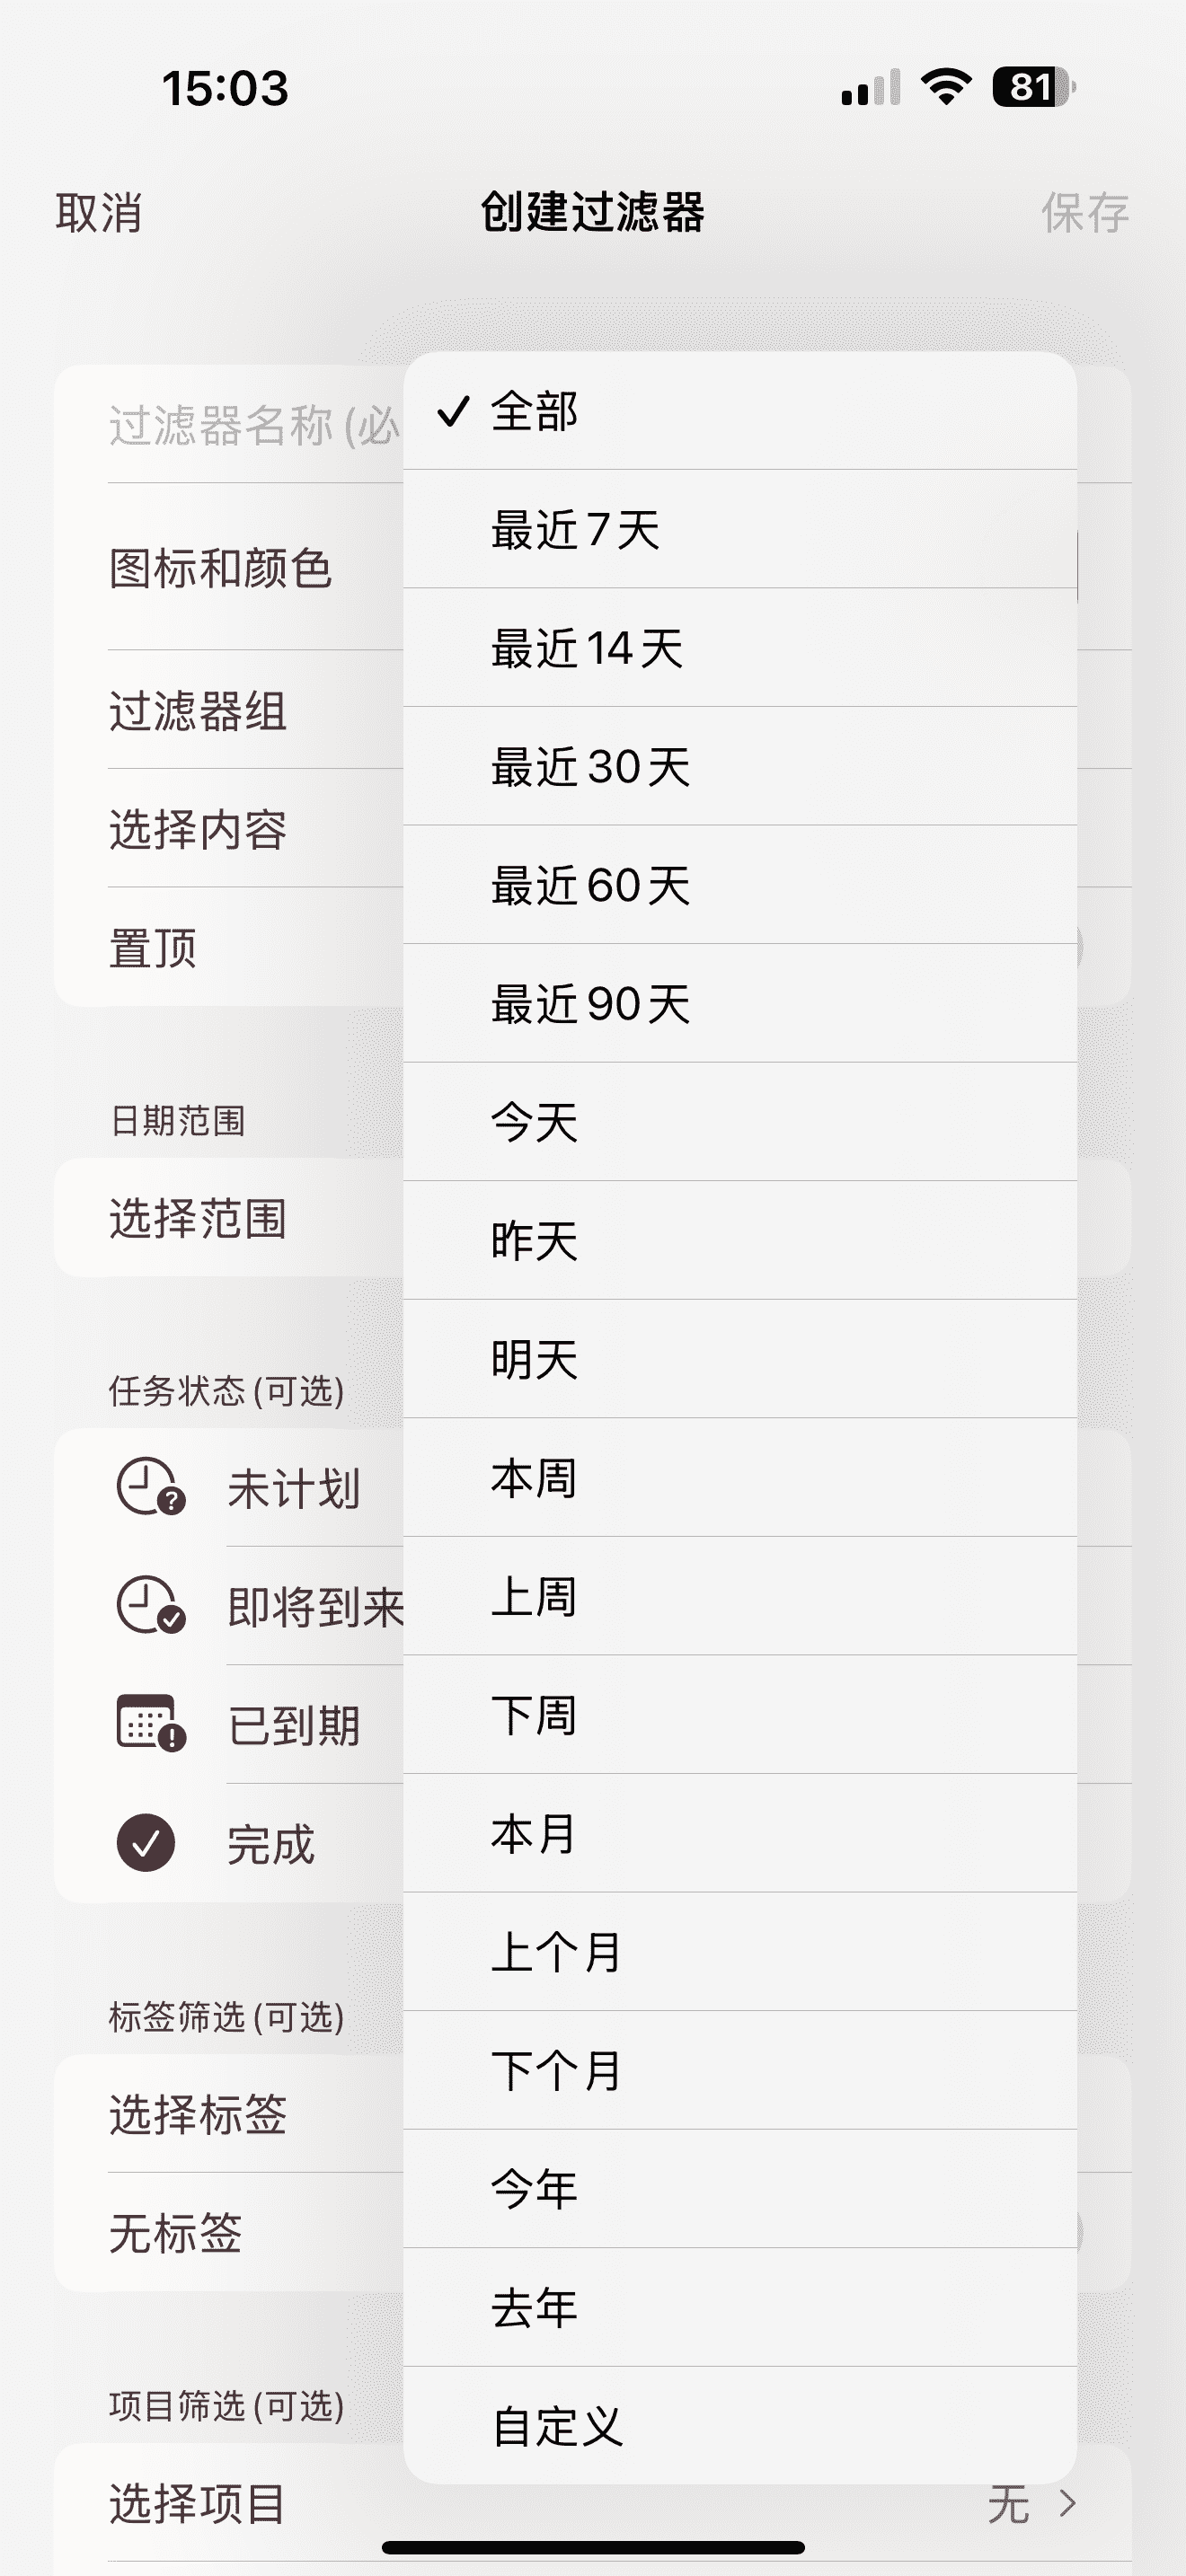 15:03
81
取消
创建过滤器
保存
过滤器名称 (必
图标和颜色
过滤器组
选择内容
置顶
日期范围
选择范围
任务状态 (可选)
未计划
即将到来
已到期
完成
标签筛选 (可选)
选择标签
无标签
项目筛选 (可选)
选择项目
无
全部
最近 7 天
最近 14 天
最近 30 天
最近 60 天
最近 90 天
今天
昨天
明天
本周
上周
下周
本月
上个月
下个月
今年
去年
自定义